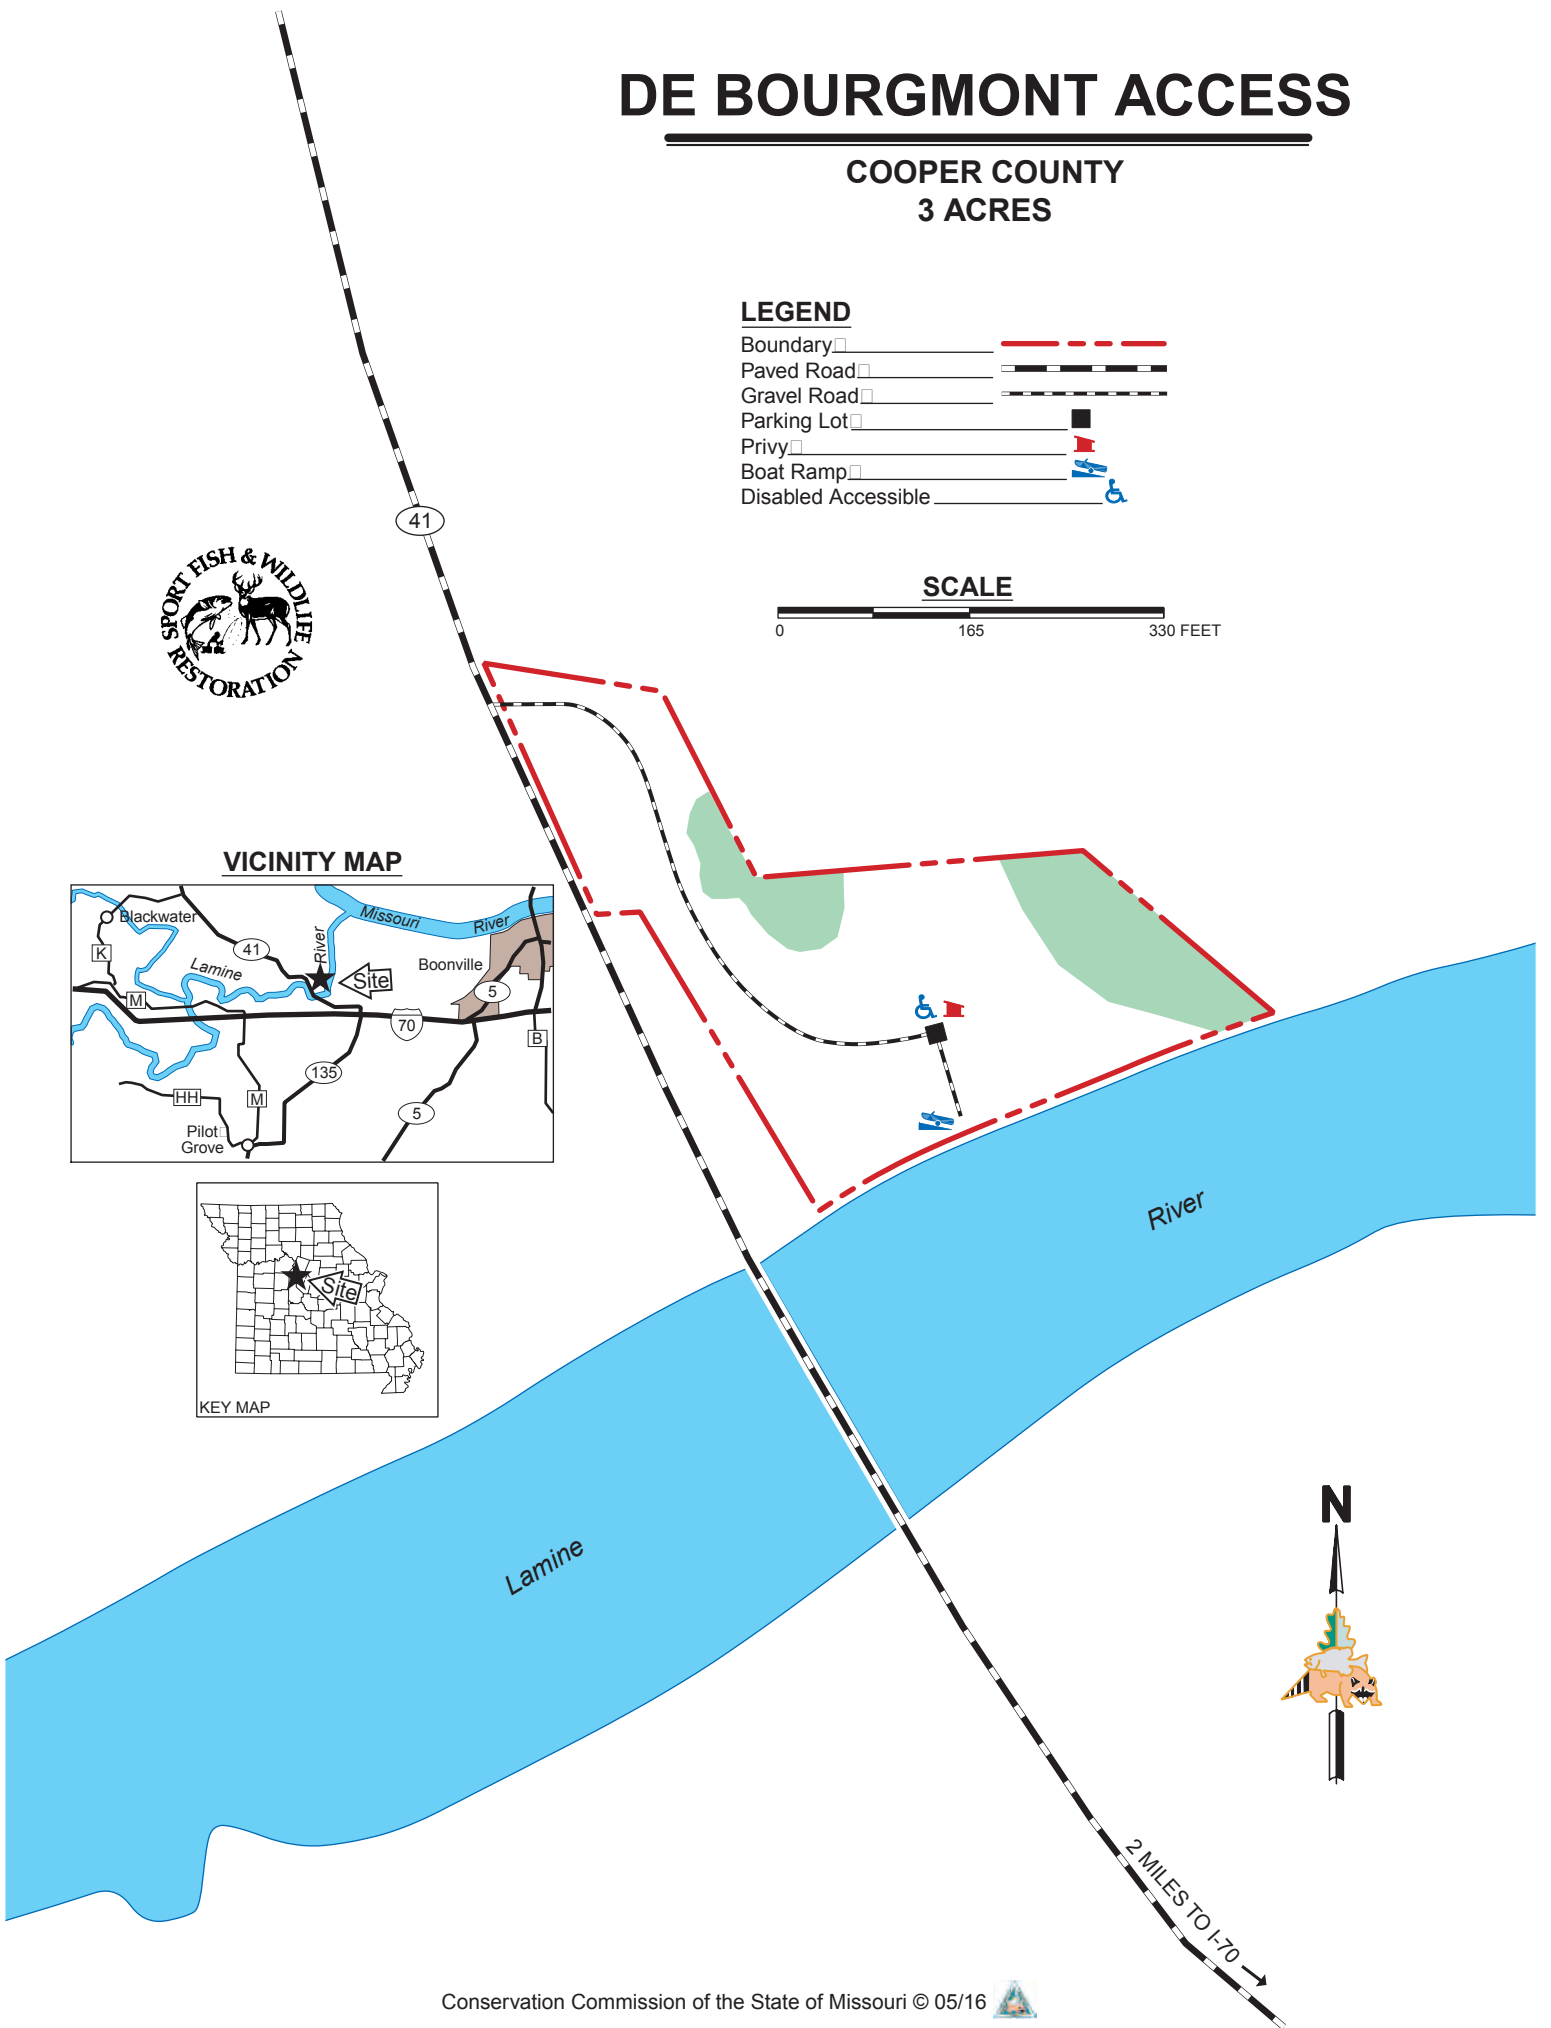 DE BOURGMONT ACCESS
COOPER COUNTY
3 ACRES
LEGEND
Boundary
Paved Road
Gravel Road
Parking Lot
Privy
Boat Ramp
Disabled Accessible
41
SPORT FISH & WILDLIFE
RESTORATION
SCALE
0 165 330 FEET
VICINITY MAP
Blackwater
Missouri River
K
41
River
Lamine
Boonville
Site
M
5
70
B
135
HH
M
5
Pilot
Grove
Site
KEY MAP
River
Lamine
N
2 MILES TO I-70
Conservation Commission of the State of Missouri © 05/16